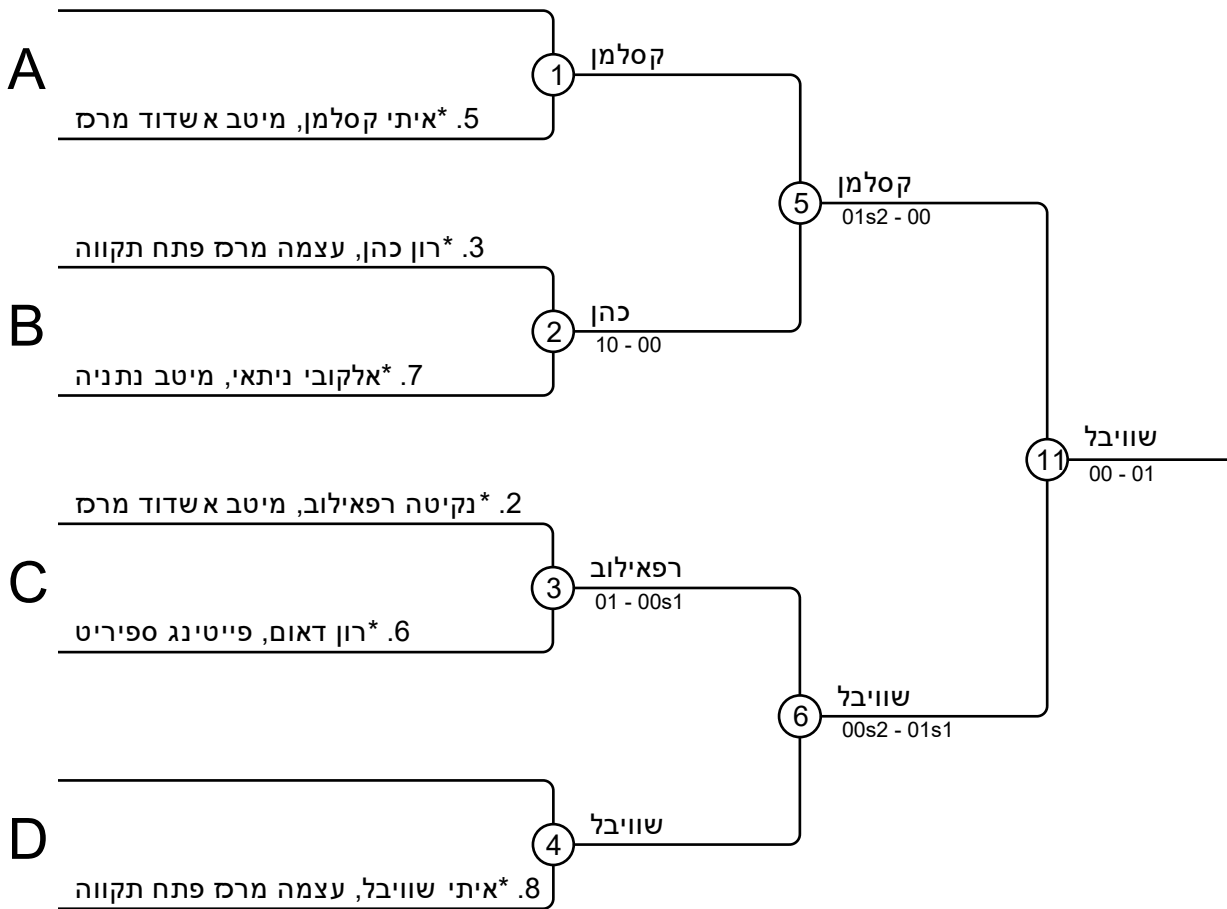 A
קסלמן
1
5. *איתי קסלמן, מיטב אשדוד מרכז
קסלמן
5
01s2 - 00
3. *רון כהן, עצמה מרכז פתח תקווה
B
כהן
2
10 - 00
7. *אלקובי ניתאי, מיטב נתניה
שוויבל
11
00 - 01
2. *נקיטה רפאילוב, מיטב אשדוד מרכז
C
רפאילוב
3
01 - 00s1
6. *רון דאום, פייטינג ספיריט
שוויבל
6
00s2 - 01s1
D
שוויבל
4
8. *איתי שוויבל, עצמה מרכז פתח תקווה